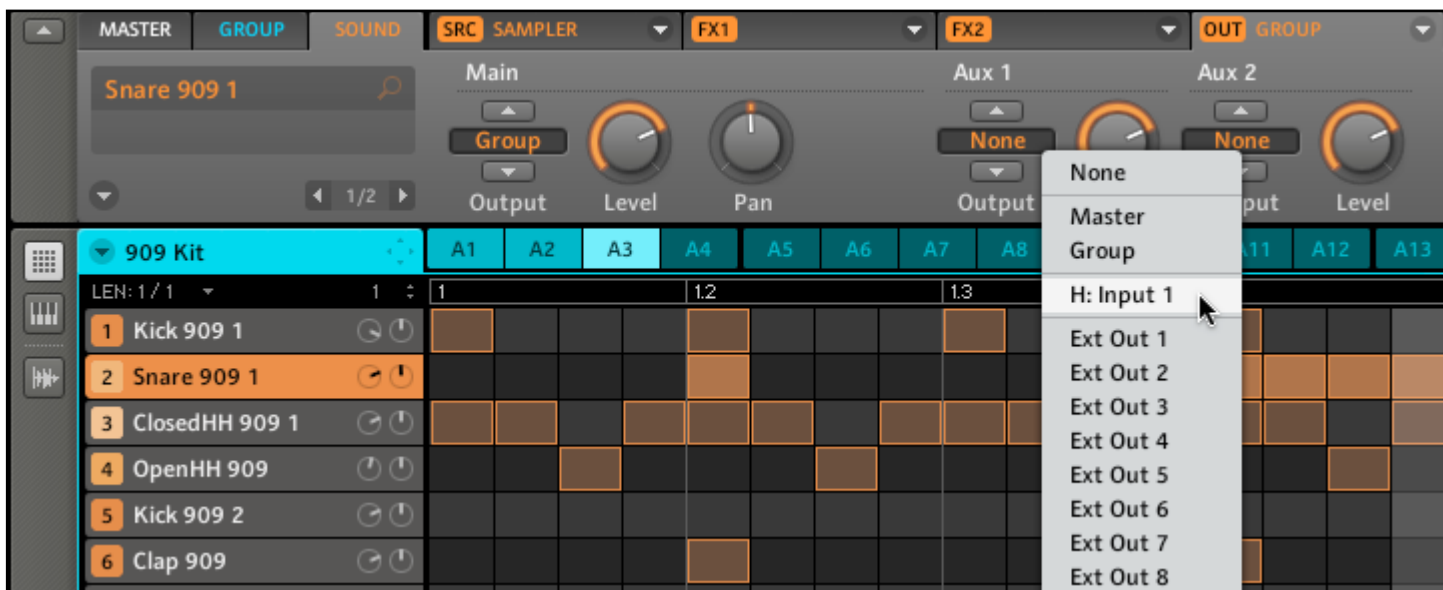 MASTER GROUP SOUND SRC SAMPLER FX1 FX2 OUT GROUP
Main Aux 1 Aux 2
Snare 909 1
Group None None
1/2 Output Level Pan Output put Level
None
Master
Group
H: Input 1
Ext Out 1
Ext Out 2
Ext Out 3
Ext Out 4
Ext Out 5
Ext Out 6
Ext Out 7
Ext Out 8
909 Kit A1 A2 A3 A4 A5 A6 A7 A8 A11 A12 A13
LEN: 1 / 1 1 1 1.2 1.3
1 Kick 909 1
2 Snare 909 1
3 ClosedHH 909 1
4 OpenHH 909
5 Kick 909 2
6 Clap 909